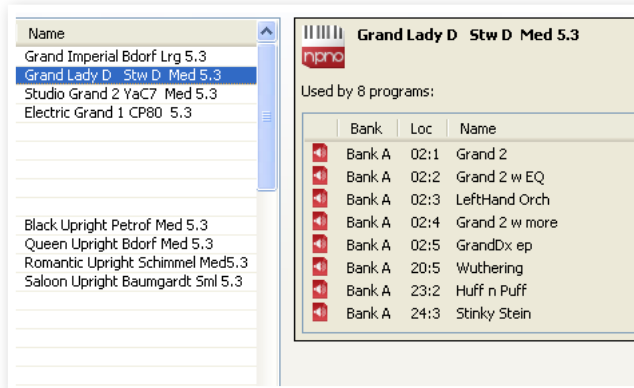 Name
Grand Imperial Bdorf Lrg 5.3
Grand Lady D Stw D Med 5.3
Studio Grand 2 YaC7 Med 5.3
Electric Grand 1 CP80 5.3
Black Upright Petrof Med 5.3
Queen Upright Bdorf Med 5.3
Romantic Upright Schimmel Med5.3
Saloon Upright Baumgardt Sml 5.3
npno
Grand Lady D Stw D Med 5.3
Used by 8 programs:
Bank Loc Name
Bank A 02:1 Grand 2
Bank A 02:2 Grand 2 w EQ
Bank A 02:3 LeftHand Orch
Bank A 02:4 Grand 2 w more
Bank A 02:5 GrandDx ep
Bank A 20:5 Wuthering
Bank A 23:2 Huff n Puff
Bank A 24:3 Stinky Stein